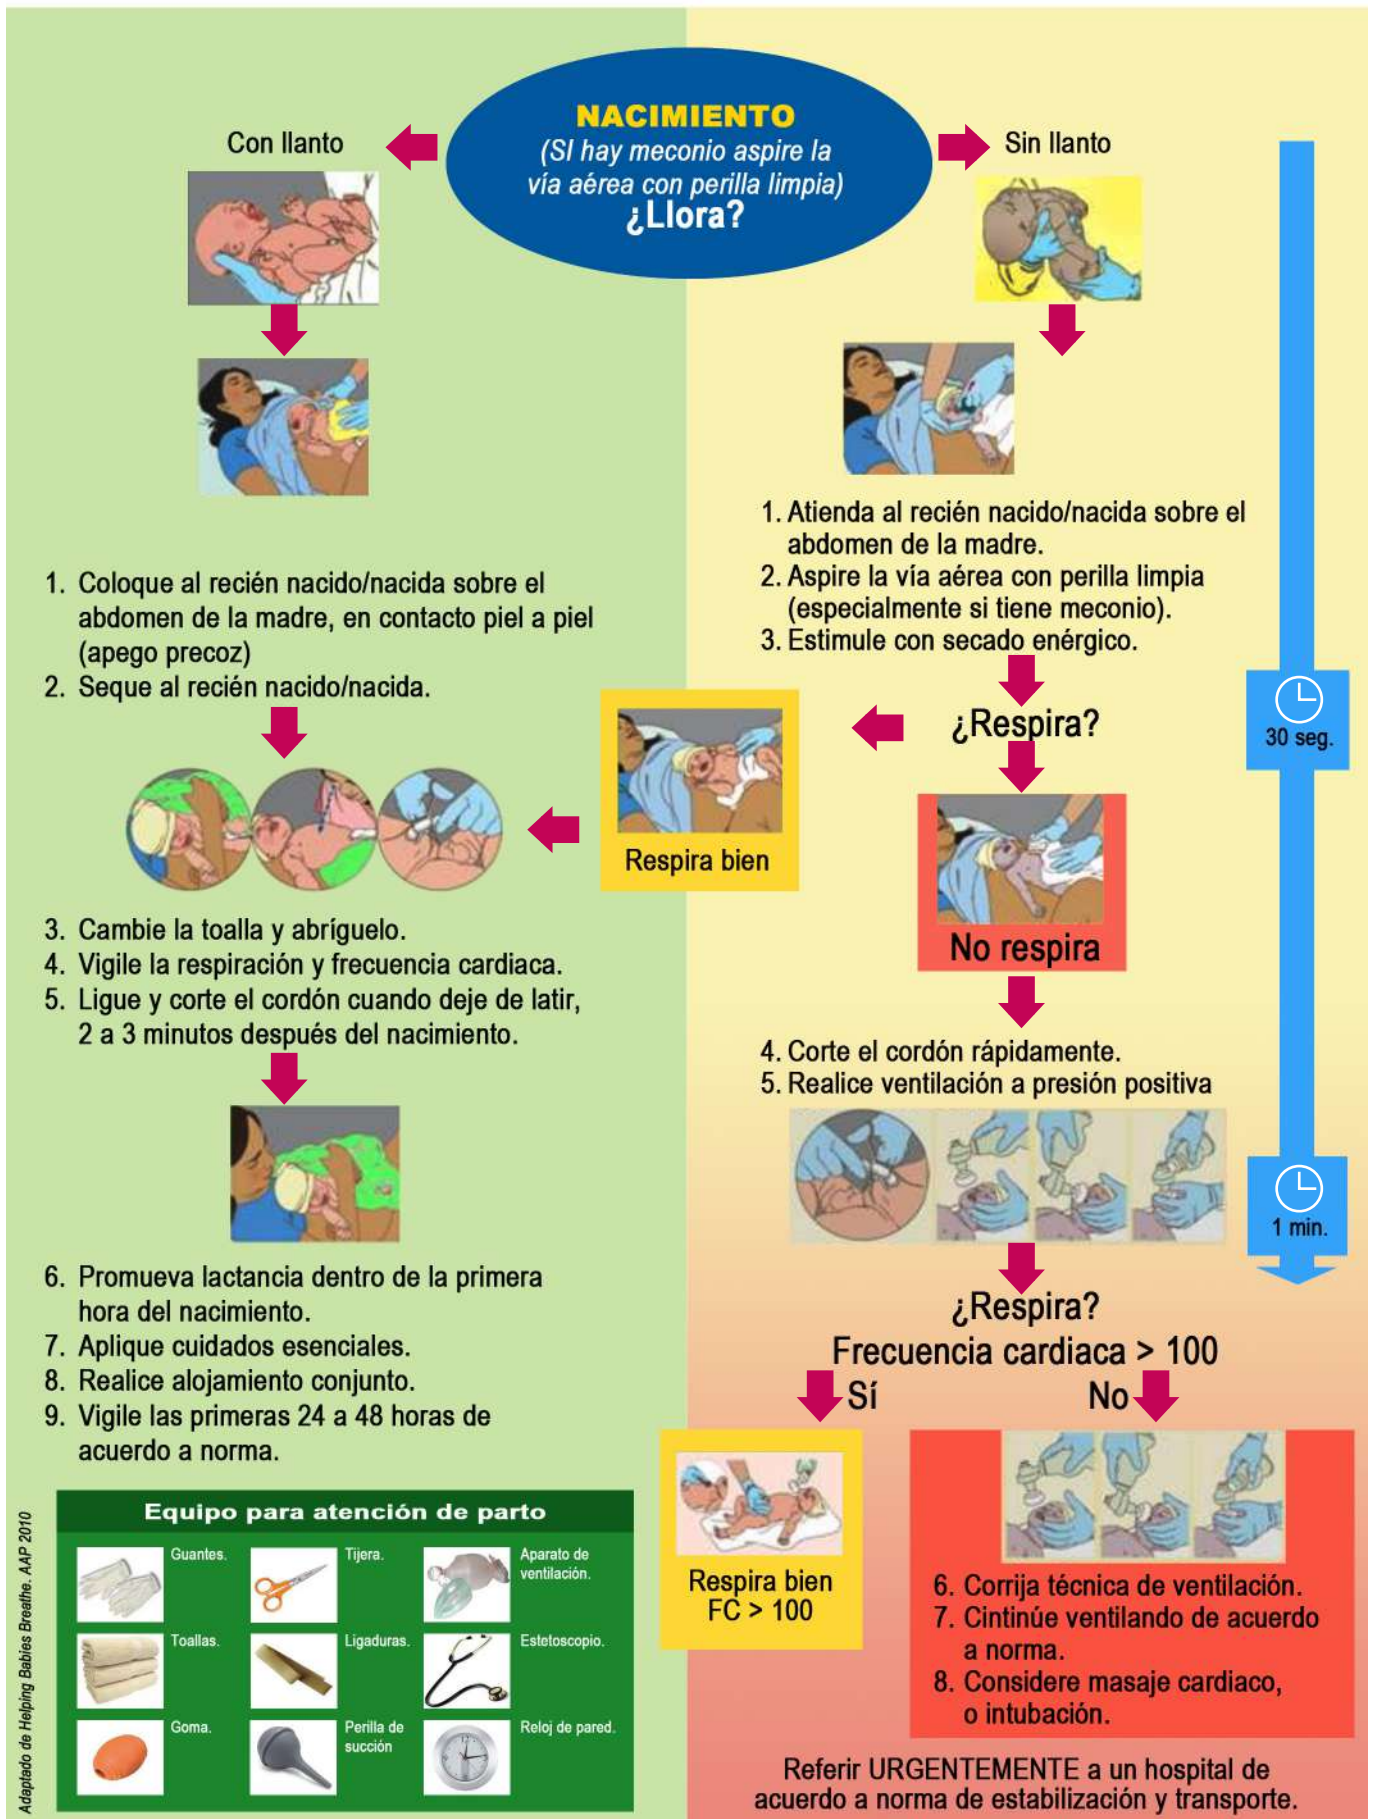 NACIMIENTO
(SI hay meconio aspire la
vía aérea con perilla limpia)
¿Llora?
Con llanto
Sin llanto
1. Coloque al recién nacido/nacida sobre el
abdomen de la madre, en contacto piel a piel
(apego precoz)
2. Seque al recién nacido/nacida.
3. Cambie la toalla y abríguelo.
4. Vigile la respiración y frecuencia cardiaca.
5. Ligue y corte el cordón cuando deje de latir,
2 a 3 minutos después del nacimiento.
6. Promueva lactancia dentro de la primera
hora del nacimiento.
7. Aplique cuidados esenciales.
8. Realice alojamiento conjunto.
9. Vigile las primeras 24 a 48 horas de
acuerdo a norma.
1. Atienda al recién nacido/nacida sobre el
abdomen de la madre.
2. Aspire la vía aérea con perilla limpia
(especialmente si tiene meconio).
3. Estimule con secado enérgico.
¿Respira?
30 seg.
Respira bien
No respira
4. Corte el cordón rápidamente.
5. Realice ventilación a presión positiva
1 min.
¿Respira?
Frecuencia cardiaca > 100
Sí
No
Respira bien
FC > 100
6. Corrija técnica de ventilación.
7. Cintinúe ventilando de acuerdo
a norma.
8. Considere masaje cardiaco,
o intubación.
Referir URGENTEMENTE a un hospital de
acuerdo a norma de estabilización y transporte.
Equipo para atención de parto
Guantes.
Tijera.
Aparato de
ventilación.
Toallas.
Ligaduras.
Estetoscopio.
Goma.
Perilla de
succión
Reloj de pared.
Adaptado de Helping Babies Breathe. AAP 2010